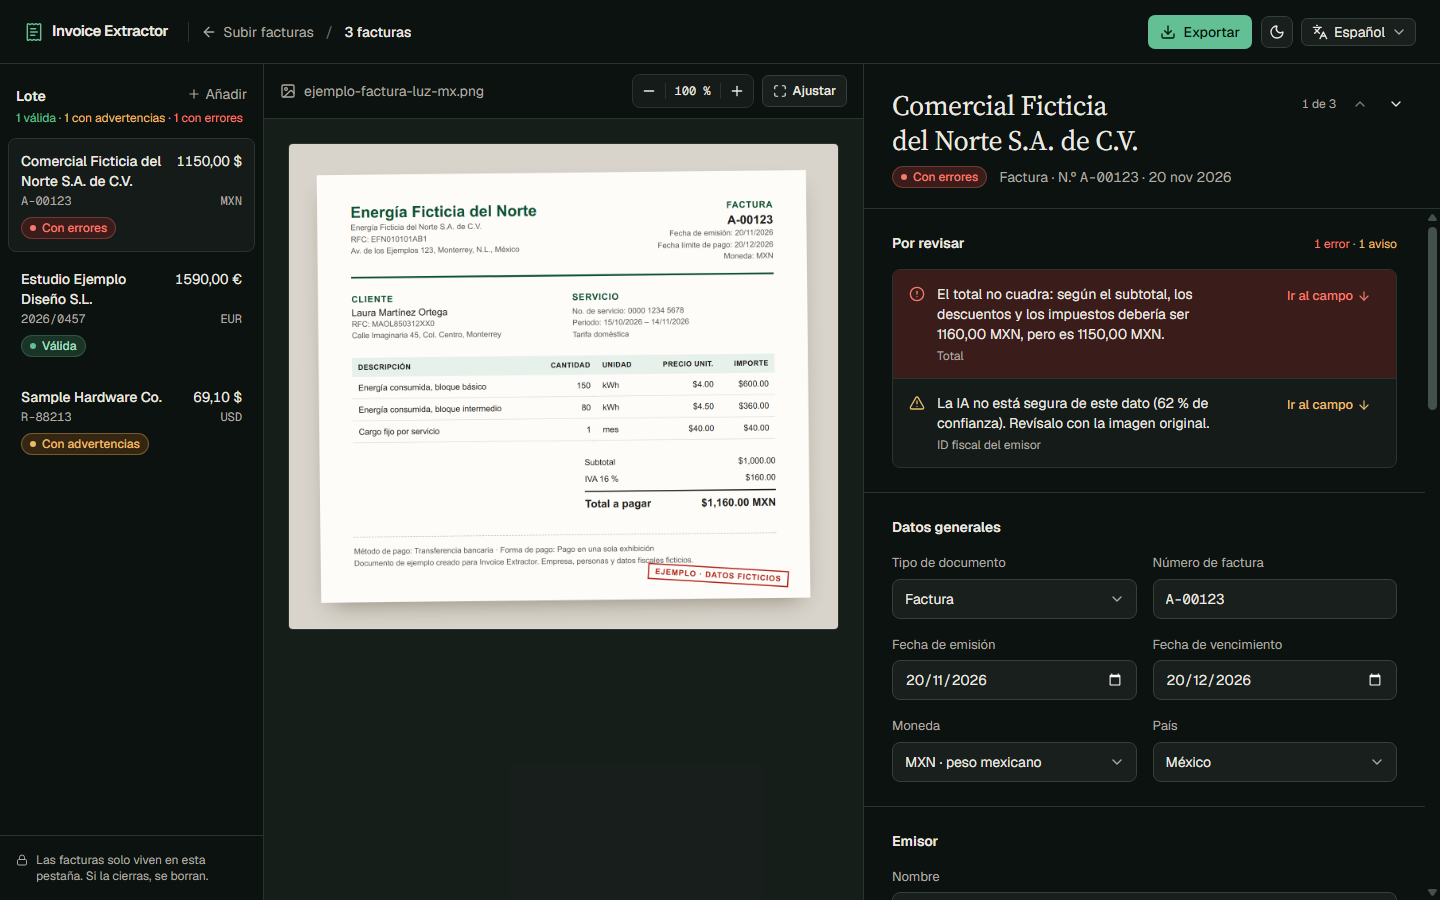 Invoice Extractor
Subir facturas / 3 facturas
Exportar
Español
Lote
Añadir
1 válida · 1 con advertencias · 1 con errores
Comercial Ficticia del Norte S.A. de C.V.
1150,00 $
A-00123
MXN
Con errores
Estudio Ejemplo Diseño S.L.
1590,00 €
2026/0457
EUR
Válida
Sample Hardware Co.
69,10 $
R-88213
USD
Con advertencias
Las facturas solo viven en esta
pestaña. Si la cierras, se borran.
ejemplo-factura-luz-mx.png
100 %
Ajustar
Energía Ficticia del Norte
Energía Ficticia del Norte S.A. de C.V.
RFC: EFN010101AB1
Av. de los Ejemplos 123, Monterrey, N.L., México
FACTURA
A-00123
Fecha de emisión: 20/11/2026
Fecha límite de pago: 20/12/2026
Moneda: MXN
CLIENTE
Laura Martínez Ortega
RFC: MAOL850312XX0
Calle Imaginaria 45, Col. Centro, Monterrey
SERVICIO
No. de servicio: 0000 1234 5678
Periodo: 15/10/2026 – 14/11/2026
Tarifa doméstica
DESCRIPCIÓN CANTIDAD UNIDAD PRECIO UNIT. IMPORTE
Energía consumida, bloque básico 150 kWh $4.00 $600.00
Energía consumida, bloque intermedio 80 kWh $4.50 $360.00
Cargo fijo por servicio 1 mes $40.00 $40.00
Subtotal $1,000.00
IVA 16 % $160.00
Total a pagar $1,160.00 MXN
Método de pago: Transferencia bancaria · Forma de pago: Pago en una sola exhibición
Documento de ejemplo creado para Invoice Extractor. Empresa, personas y datos fiscales ficticios.
EJEMPLO · DATOS FICTICIOS
Comercial Ficticia
del Norte S.A. de C.V.
1 de 3
Con errores
Factura · N.º A-00123 · 20 nov 2026
Por revisar
1 error · 1 aviso
El total no cuadra: según el subtotal, los
descuentos y los impuestos debería ser
1160,00 MXN, pero es 1150,00 MXN.
Total
Ir al campo ↓
La IA no está segura de este dato (62 % de
confianza). Revísalo con la imagen original.
ID fiscal del emisor
Ir al campo ↓
Datos generales
Tipo de documento
Factura
Número de factura
A-00123
Fecha de emisión
20/11/2026
Fecha de vencimiento
20/12/2026
Moneda
MXN · peso mexicano
País
México
Emisor
Nombre